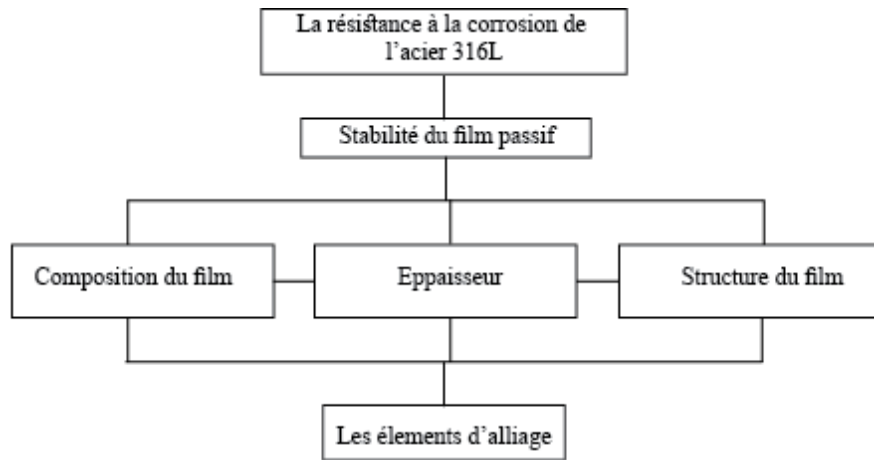 La résistance à la corrosion de
l'acier 316L
Stabilité du film passif
Composition du film
Eppaisseur
Structure du film
Les élements d'alliage